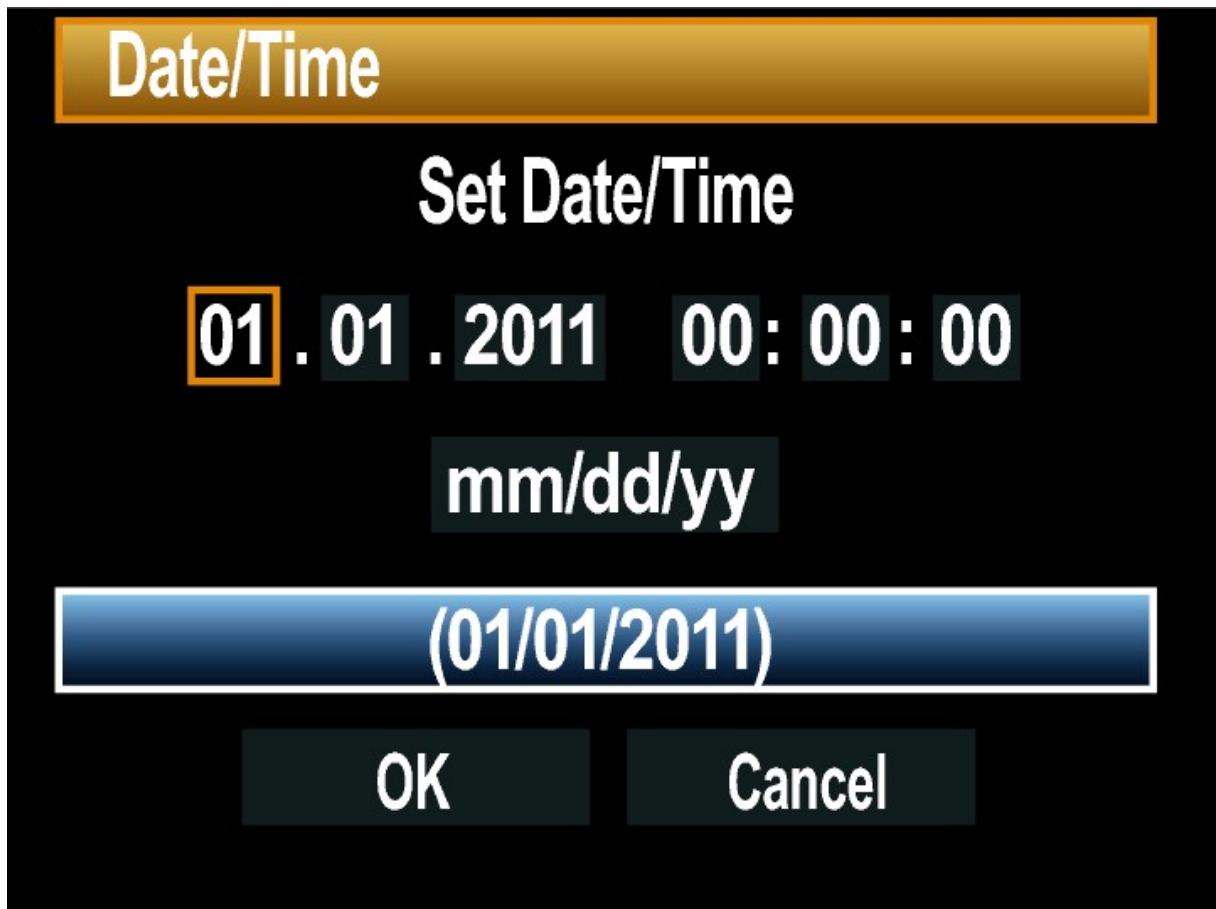 Date/Time
Set Date/Time
01 . 01 . 2011 00 : 00 : 00
mm/dd/yy
(01/01/2011)
OK Cancel